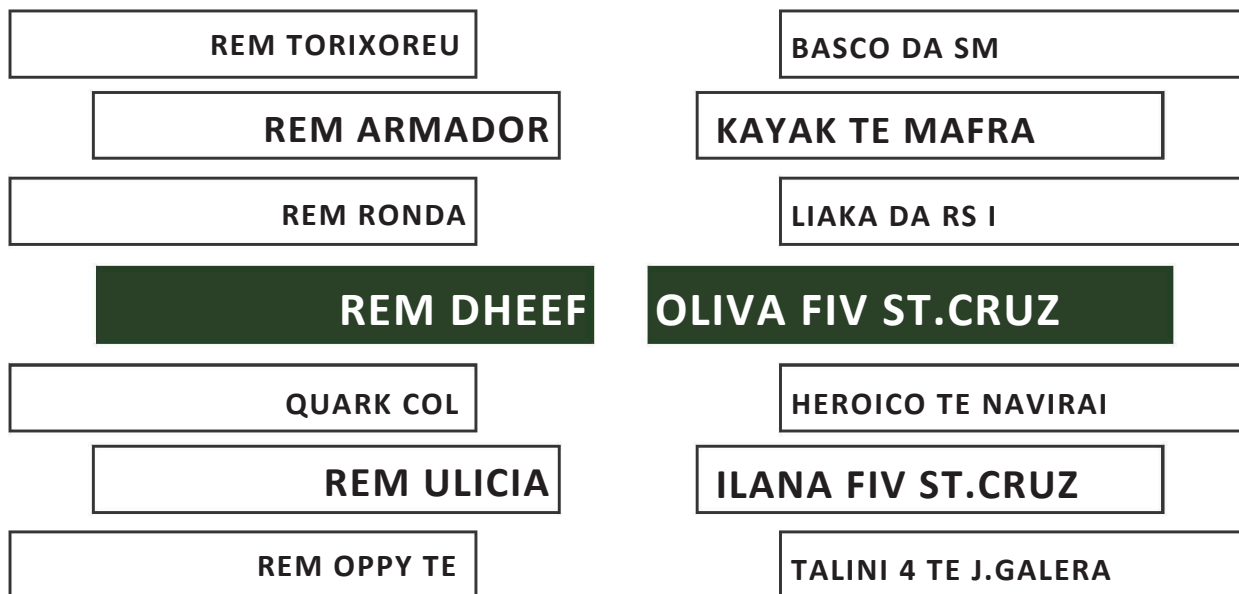 REM TORIXOREU
BASCO DA SM
REM ARMADOR
KAYAK TE MAFRA
REM RONDA
LIAKA DA RS I
REM DHEEF
OLIVA FIV ST.CRUZ
QUARK COL
HEROICO TE NAVIRAI
REM ULICIA
ILANA FIV ST.CRUZ
REM OPPY TE
TALINI 4 TE J.GALERA